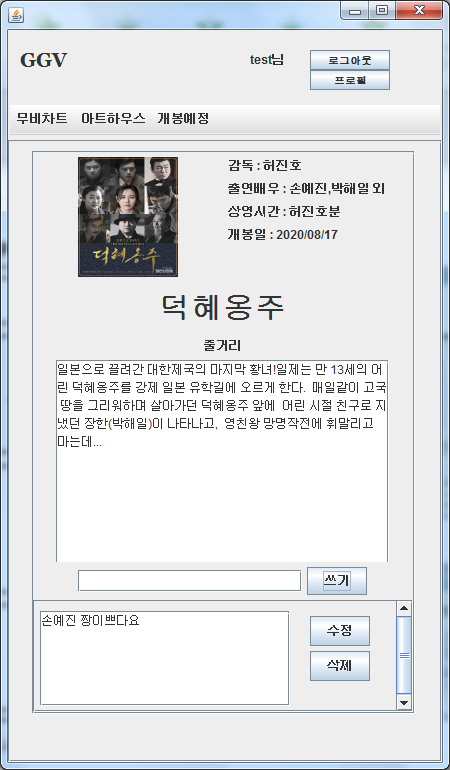 GGV
test님
로그아웃
프로필
무비차트 아트하우스 개봉예정
감독 : 허진호
출연배우 : 손예진,박해일 외
상영시간 : 허진호분
개봉일 : 2020/08/17
덕혜옹주
덕혜옹주
줄거리
일본으로 끌려간 대한제국의 마지막 황녀!일제는 만 13세의 어
린 덕혜옹주를 강제 일본 유학길에 오르게 한다. 매일같이 고국
땅을 그리워하며 살아가던 덕혜옹주 앞에 어린 시절 친구로 지
냈던 장한(박해일)이 나타나고, 영친왕 망명작전에 휘말리고
마는데...
쓰기
손예진 짱이쁘다요
수정
삭제